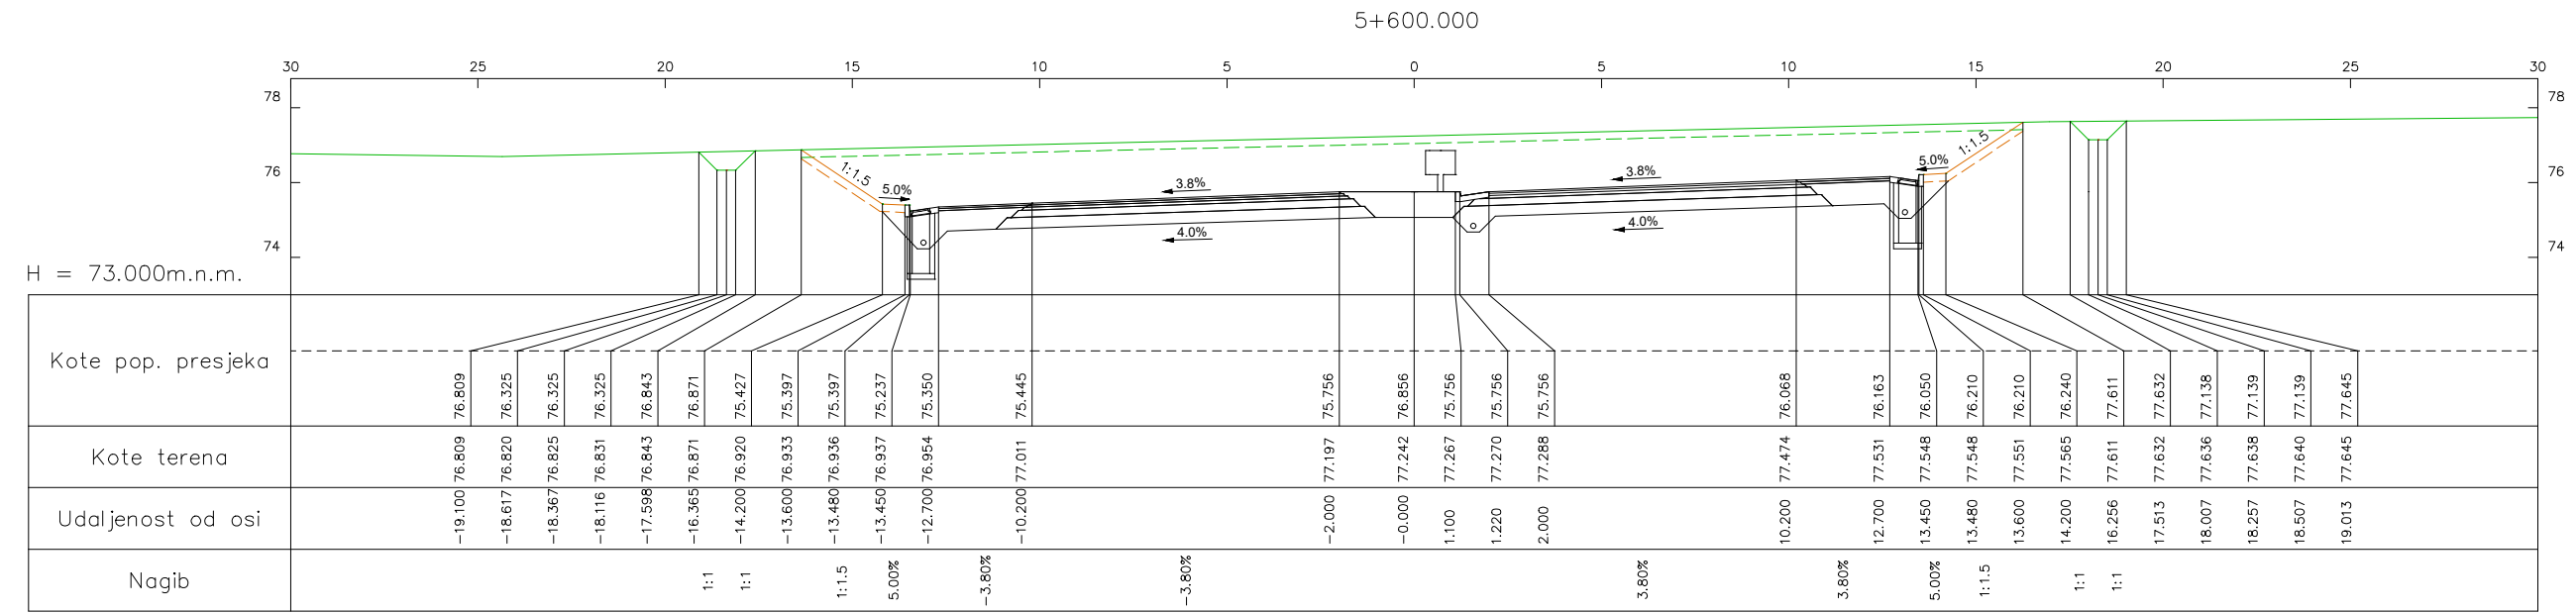 5+600.000
30 25 20 15 10 5 0 5 10 15 20 25 30
78 78
76 76
74 74
1:1.5 5.0% 3.8% 3.8% 5.0% 1:1.5
4.0% 4.0%
H = 73.000m.n.m.
Kote pop. presjeka 76.809 76.325 76.325 76.325 76.843 76.871 75.427 75.397 75.397 75.237 75.350 75.445 75.756 76.856 75.756 75.756 75.756 76.068 76.163 76.050 76.210 76.210 76.240 77.611 77.632 77.138 77.139 77.139 77.645
Kote terena 76.809 76.820 76.825 76.831 76.843 76.871 76.920 76.933 76.936 76.937 76.954 77.011 77.197 77.242 77.267 77.270 77.288 77.474 77.531 77.548 77.548 77.551 77.565 77.611 77.632 77.636 77.638 77.640 77.645
Udaljenost od osi −19.100 −18.617 −18.367 −18.116 −17.598 −16.365 −14.200 −13.600 −13.480 −13.450 −12.700 −10.200 −2.000 −0.000 1.100 1.220 2.000 10.200 12.700 13.450 13.480 13.600 14.200 16.256 17.513 18.007 18.257 18.507 19.013
Nagib 1:1 1:1 1:1.5 5.00% −3.80% −3.80% 3.80% 3.80% 5.00% 1:1.5 1:1 1:1